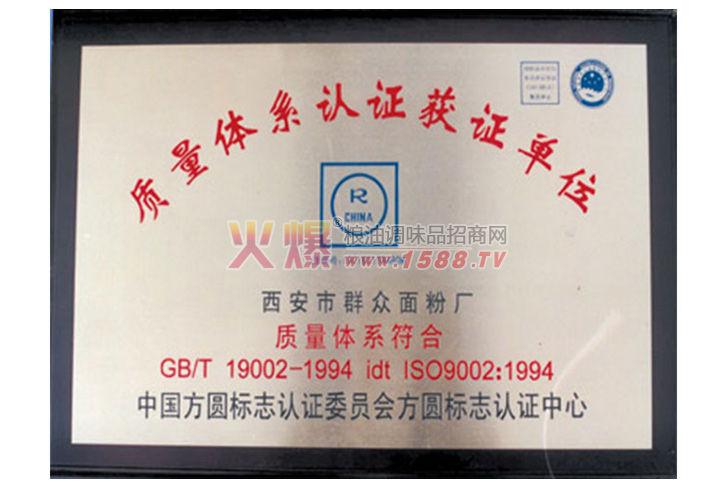 质量体系认证获证单位
R
CHINA
火爆®粮油调味品招商网
www.1588.TV
西安市群众面粉厂
质量体系符合
GB/T 19002-1994 idt ISO9002:1994
中国方圆标志认证委员会方圆标志认证中心